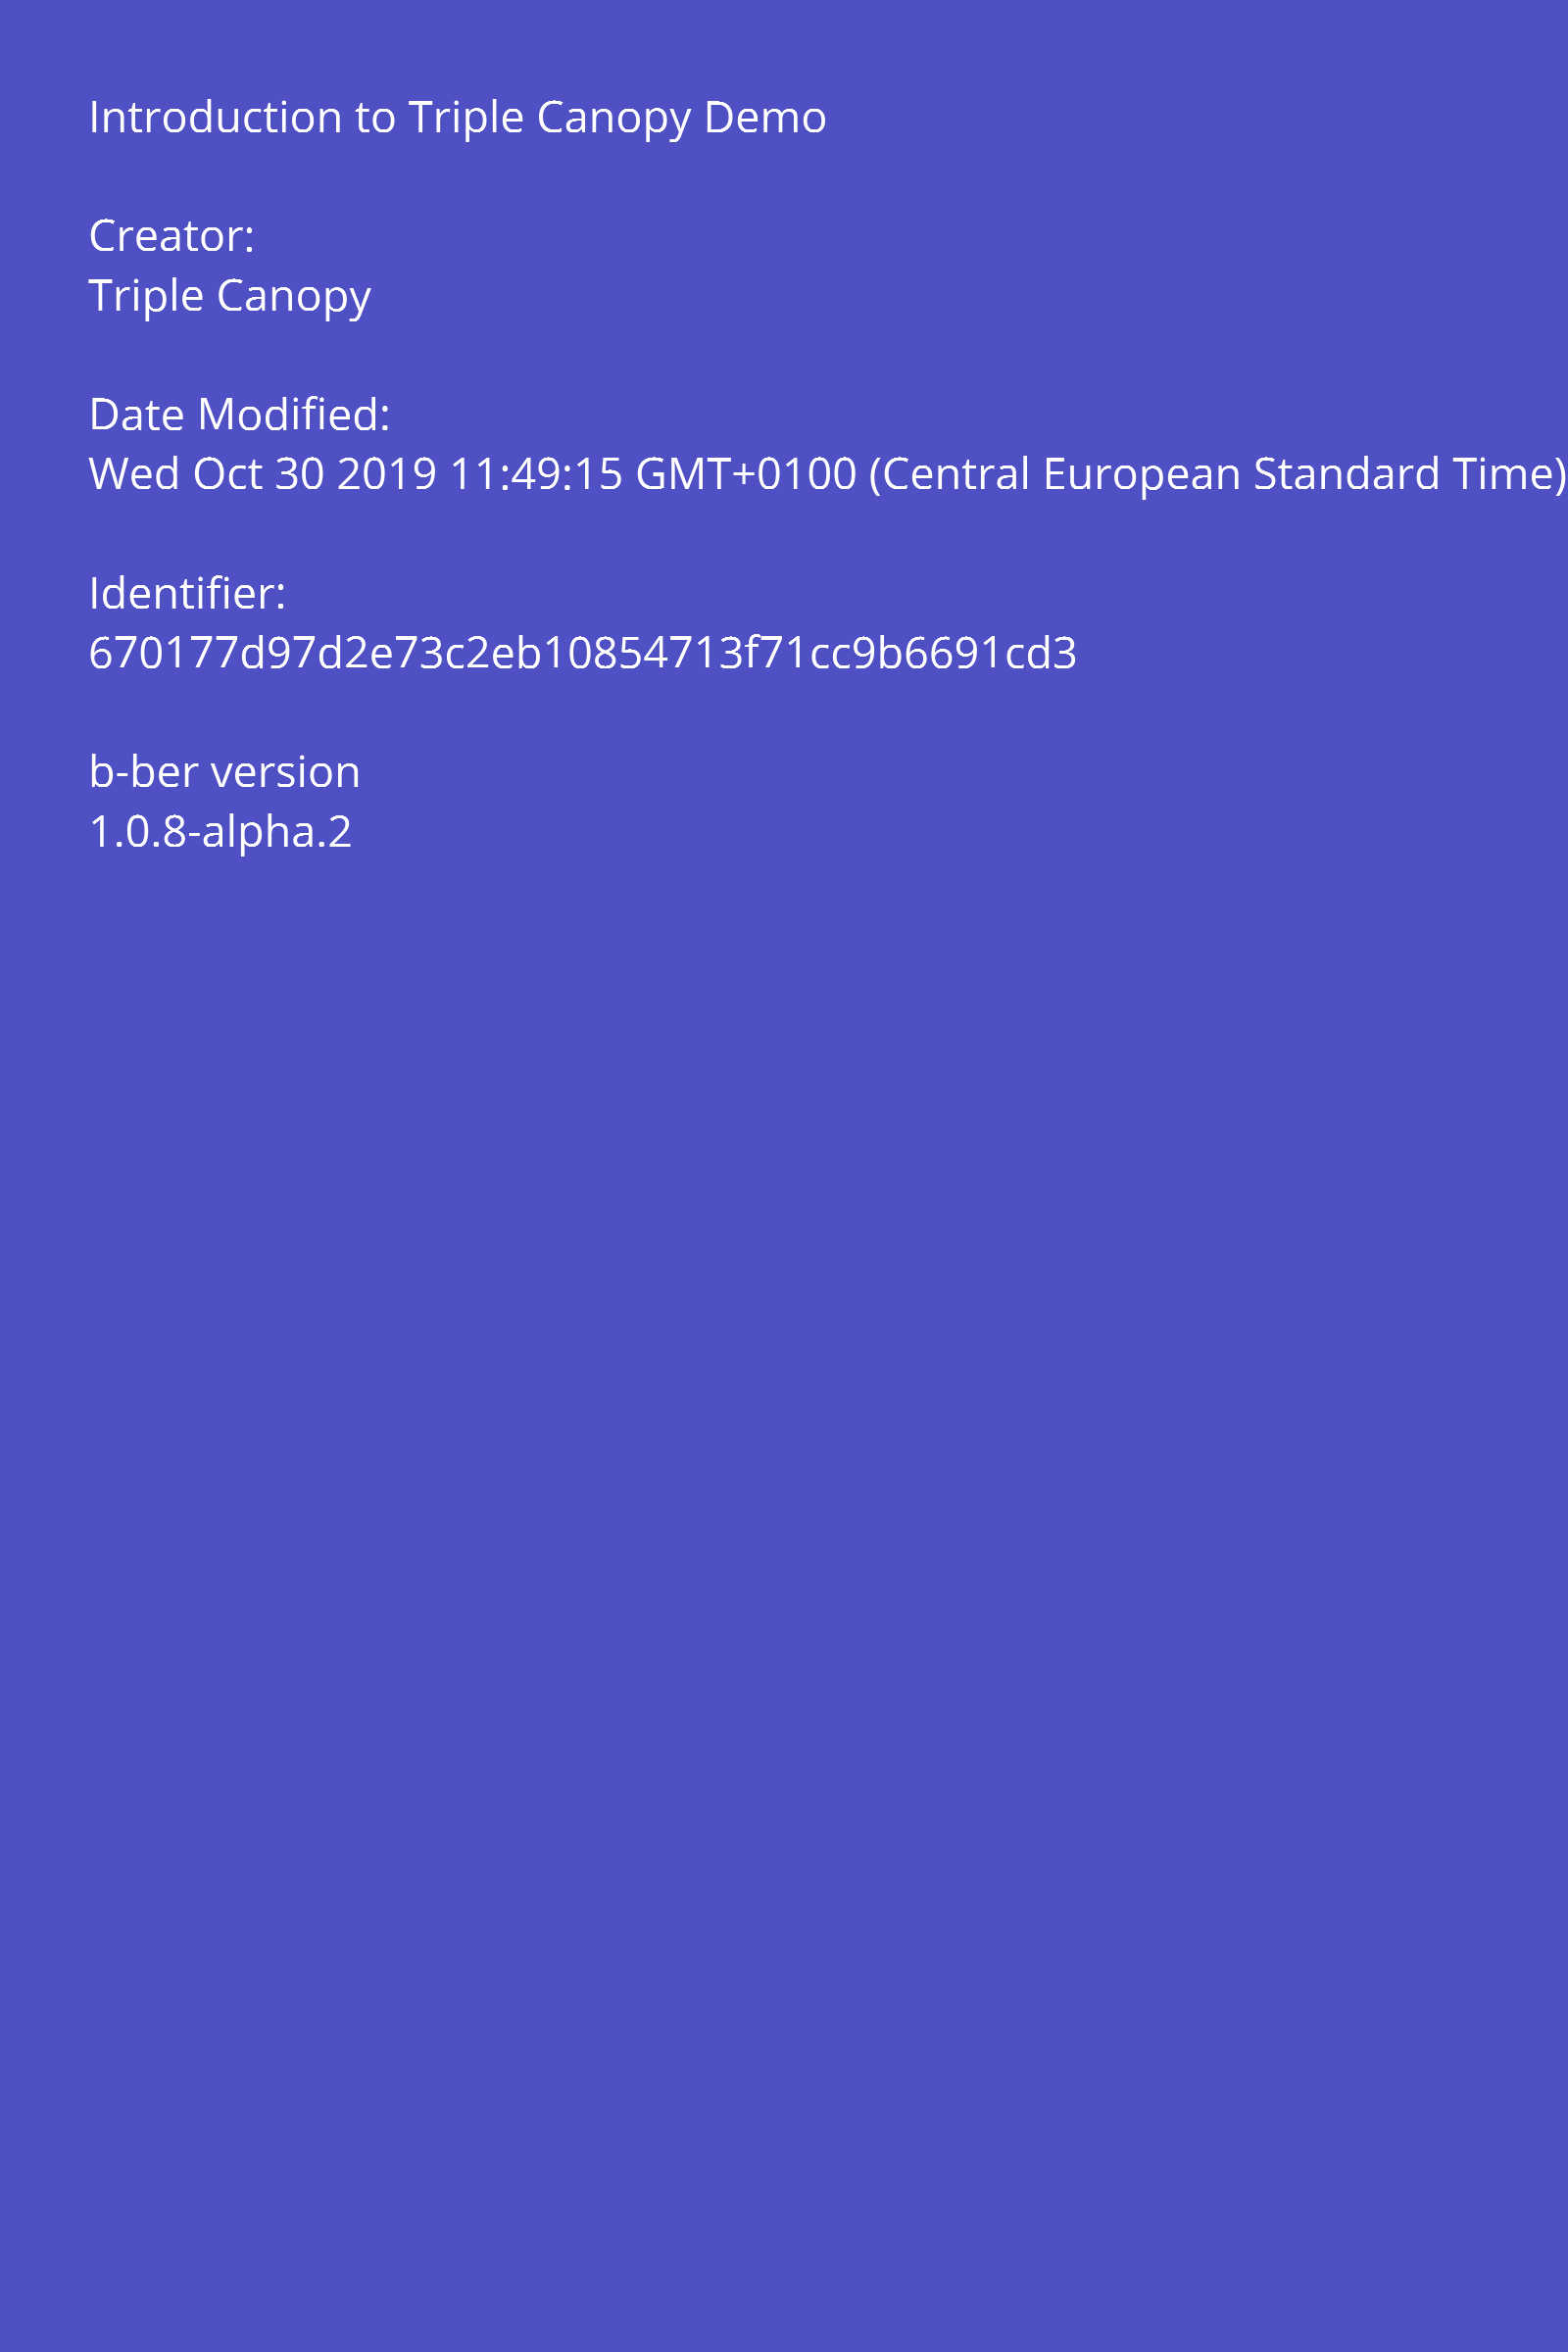 Introduction to Triple Canopy Demo
Creator:
Triple Canopy
Date Modified:
Wed Oct 30 2019 11:49:15 GMT+0100 (Central European Standard Time)
Identifier:
670177d97d2e73c2eb10854713f71cc9b6691cd3
b-ber version
1.0.8-alpha.2